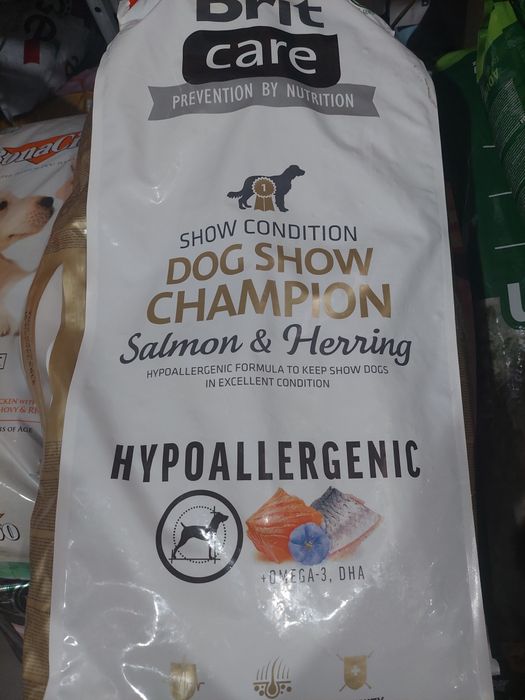 Brit
care
PREVENTION BY NUTRITION
1
SHOW CONDITION
DOG SHOW
CHAMPION
Salmon & Herring
HYPOALLERGENIC FORMULA TO KEEP SHOW DOGS
IN EXCELLENT CONDITION
HYPOALLERGENIC
+OMEGA-3, DHA